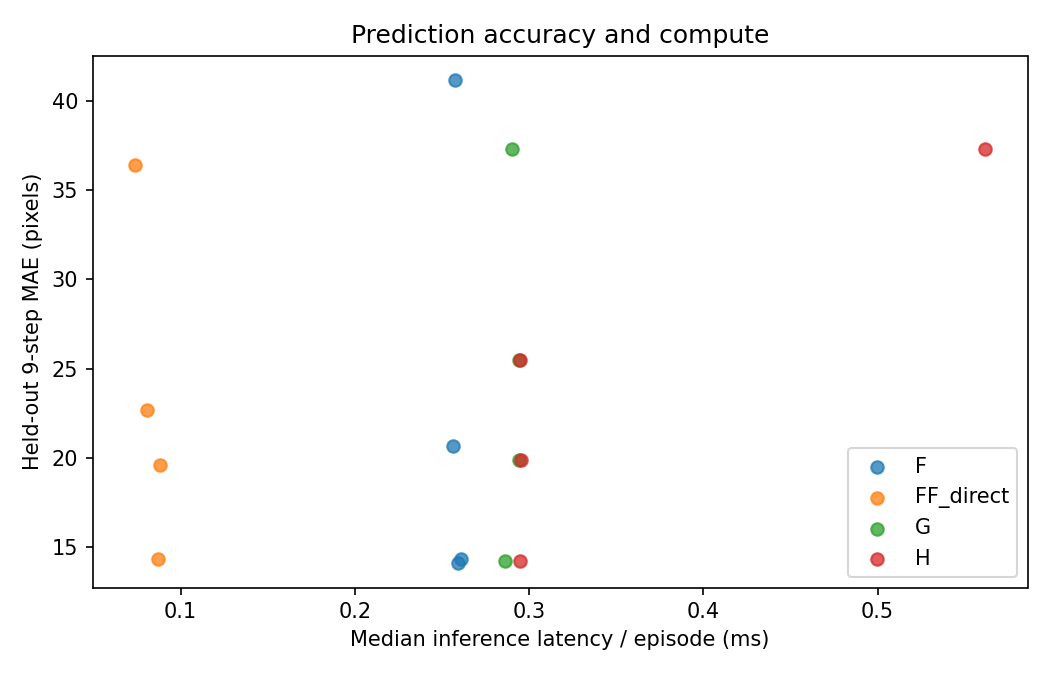 Prediction accuracy and compute
Held-out 9-step MAE (pixels)
40
35
30
25
20
15
F
FF_direct
G
H
0.1
0.2
0.3
0.4
0.5
Median inference latency / episode (ms)